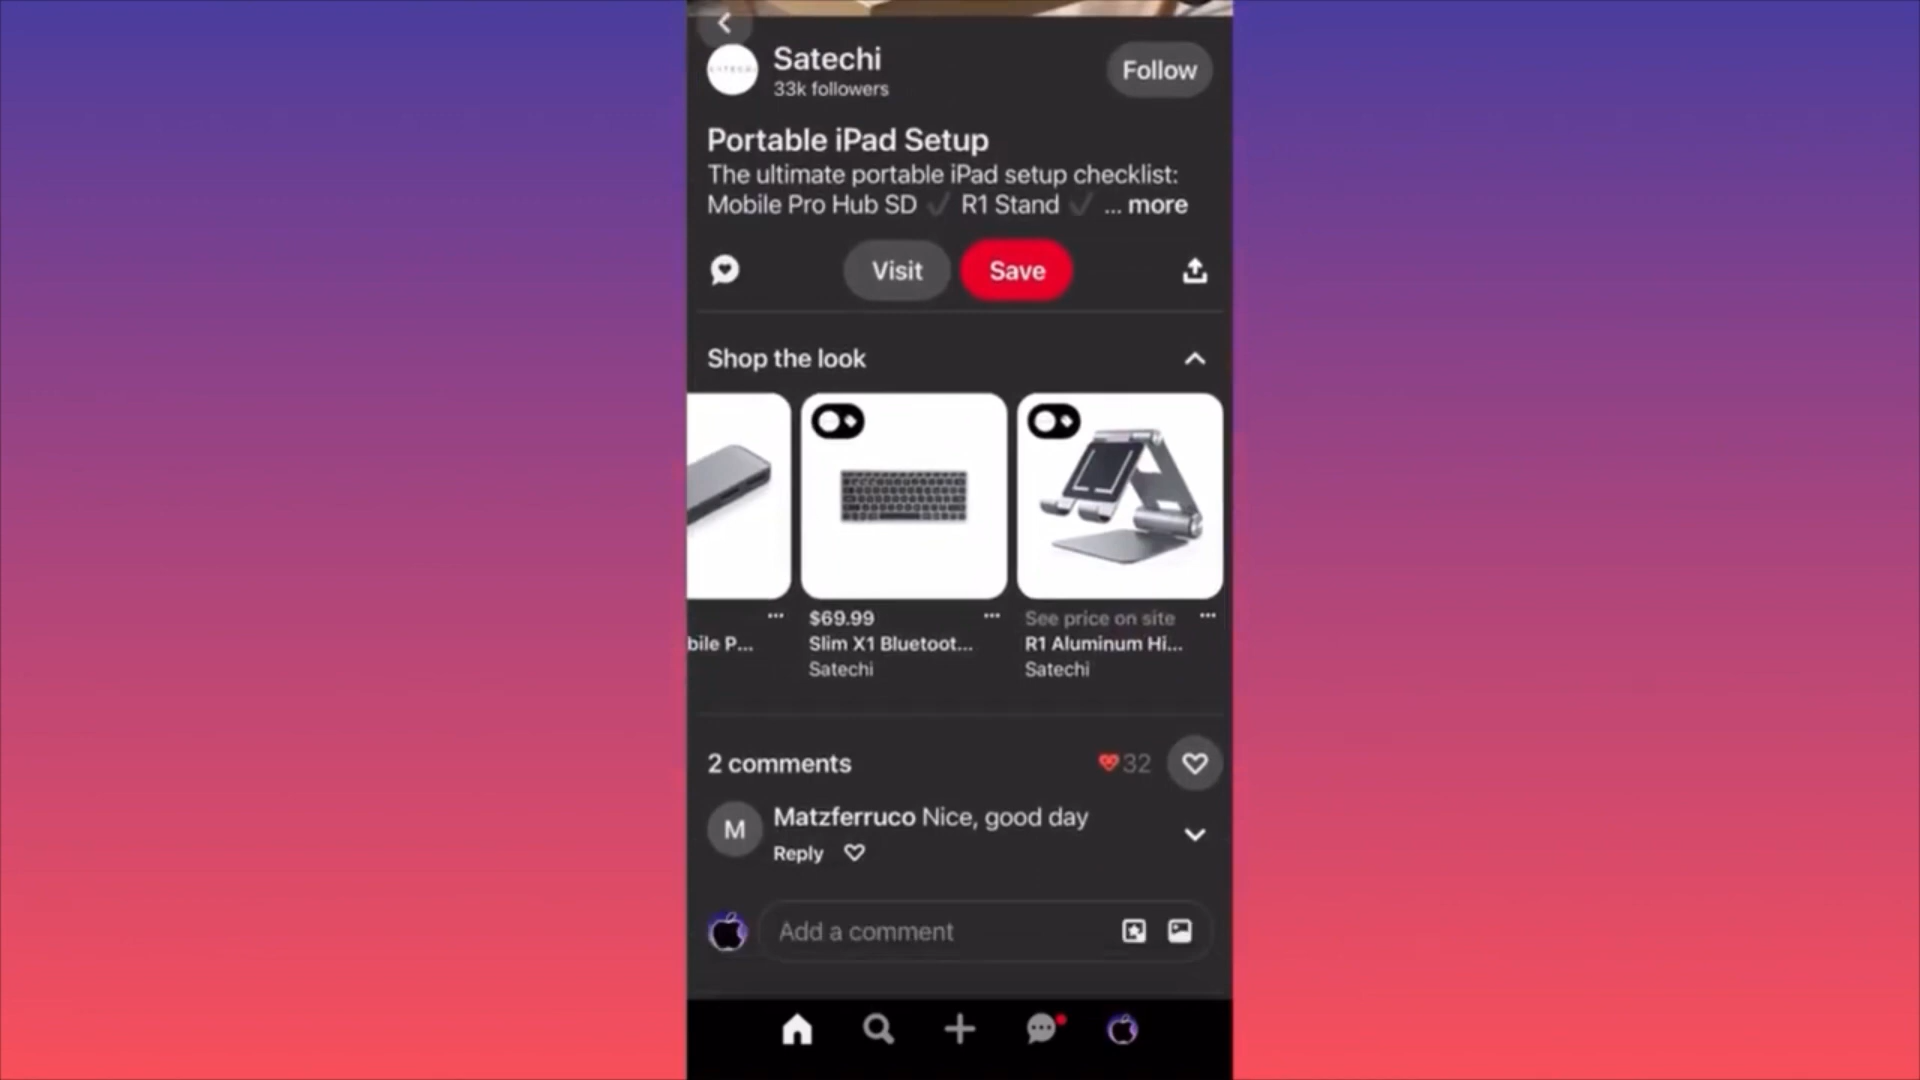 Satechi
33k followers
Follow
Portable iPad Setup
The ultimate portable iPad setup checklist:
Mobile Pro Hub SD ✓ R1 Stand ✓ ... more
Visit
Save
Shop the look
bile P...
$69.99
Slim X1 Bluetoot...
Satechi
See price on site
R1 Aluminum Hi...
Satechi
2 comments
32
M
Matzferruco Nice, good day
Reply
Add a comment